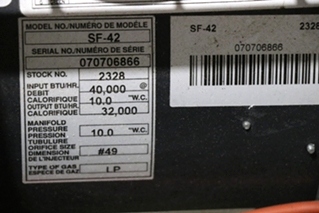 MODEL NO./NUMÉRO DE MODÈLE
SF-42
SERIAL NO./NUMÉRO DE SÉRIE
070706866
STOCK NO. 2328
INPUT BTU/HR. 40,000
DEBIT
CALORIFIQUE 10.0 "W.C.
OUTPUT BTU/HR.
CALORIFIQUE 32,000
MANIFOLD
PRESSURE 10.0 "W.C.
PRESSION
TUBULURE
ORIFICE SIZE
DIMENSION #49
DE L'INJECTEUR
TYPE OF GAS LP
ESPÈCE DE GAZ
SF-42 2328
070706866